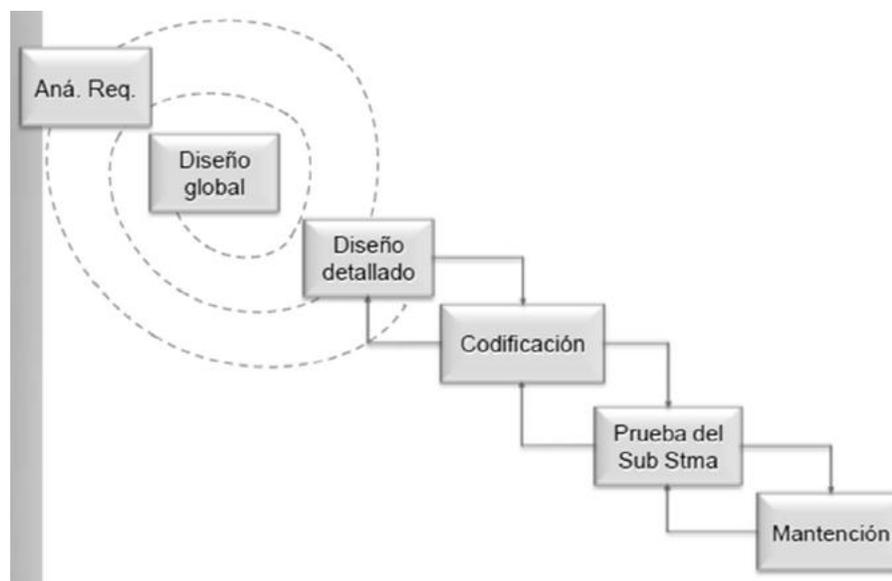 Aná. Req.
Diseño
global
Diseño
detallado
Codificación
Prueba del
Sub Stma
Mantención